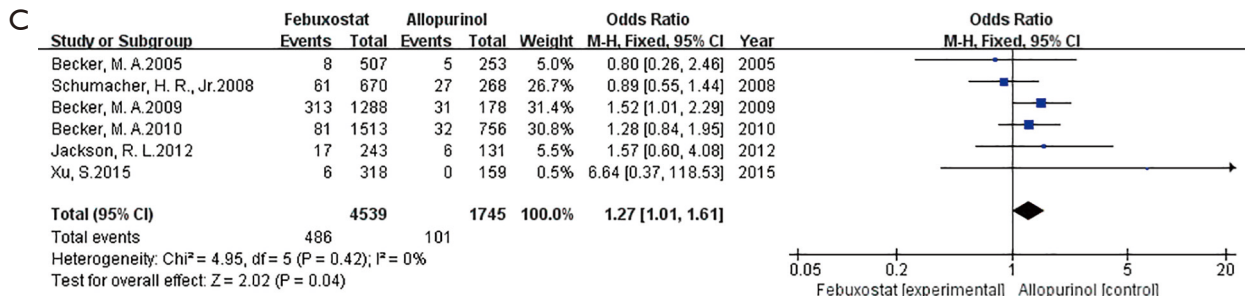 C
Febuxostat Allopurinol Odds Ratio Odds Ratio
Study or Subgroup Events Total Events Total Weight M-H, Fixed, 95% CI Year M-H, Fixed, 95% CI
Becker, M. A.2005 8 507 5 253 5.0% 0.80 [0.26, 2.46] 2005
Schumacher, H. R., Jr.2008 61 670 27 268 26.7% 0.89 [0.55, 1.44] 2008
Becker, M. A.2009 313 1288 31 178 31.4% 1.52 [1.01, 2.29] 2009
Becker, M. A.2010 81 1513 32 756 30.8% 1.28 [0.84, 1.95] 2010
Jackson, R. L.2012 17 243 6 131 5.5% 1.57 [0.60, 4.08] 2012
Xu, S.2015 6 318 0 159 0.5% 6.64 [0.37, 118.53] 2015
Total (95% CI) 4539 1745 100.0% 1.27 [1.01, 1.61]
Total events 486 101
Heterogeneity: Chi² = 4.95, df = 5 (P = 0.42); I² = 0%
Test for overall effect: Z = 2.02 (P = 0.04)
0.05 0.2 1 5 20
Febuxostat [experimental] Allopurinol [control]